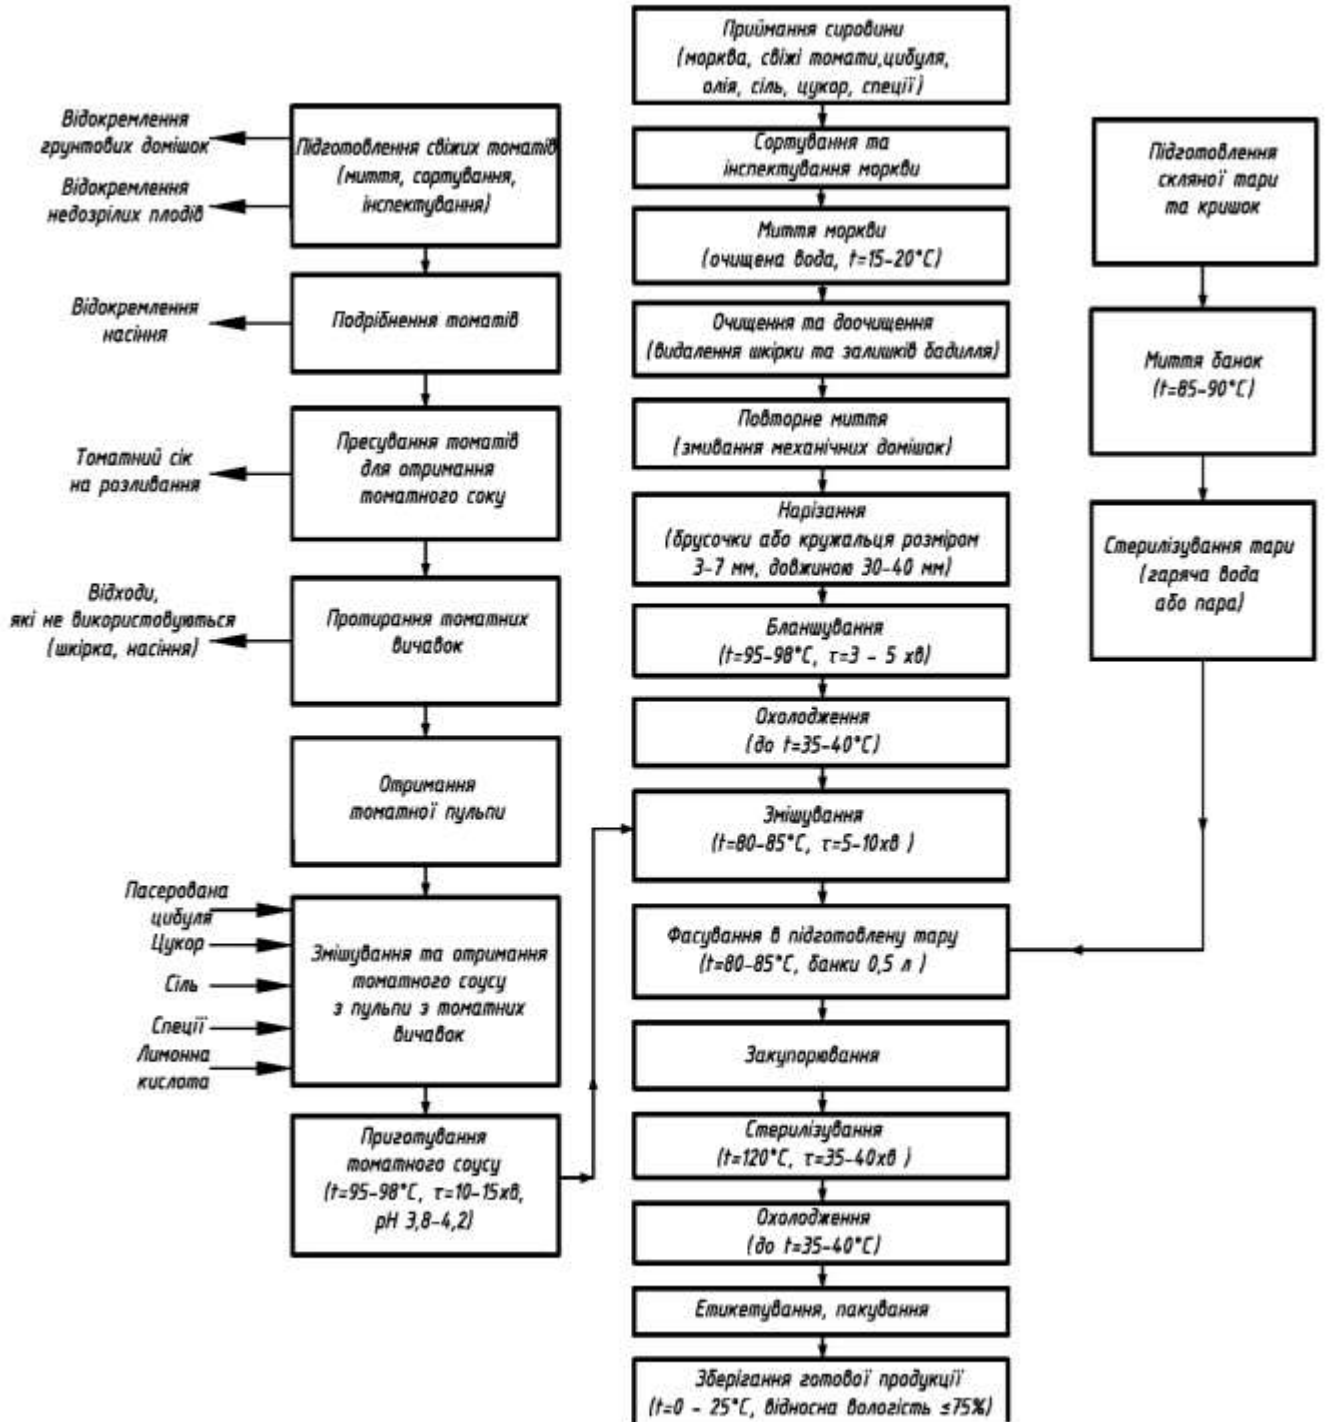 Приймання сировини
(морква, свіжі томати,цибуля,
олія, сіль, цукор, спеції)
Сортування та
інспектування моркви
Миття моркви
(очищена вода, t=15-20°C)
Очищення та доочищення
(видалення шкірки та залишків бадилля)
Повторне миття
(змивання механічних домішок)
Нарізання
(брусочки або кружальця розміром
3-7 мм, довжиною 30-40 мм)
Бланшування
(t=95-98°C, τ=3 - 5 хв)
Охолодження
(до t=35-40°C)
Змішування
(t=80-85°C, τ=5-10хв )
Фасування в підготовлену тару
(t=80-85°C, банки 0,5 л )
Закупорювання
Стерилізування
(t=120°C, τ=35-40хв )
Охолодження
(до t=35-40°C)
Етикетування, пакування
Зберігання готової продукції
(t=0 - 25°C, відносна вологість ≤75%)
Відокремлення
грунтових домішок
Відокремлення
недозрілих плодів
Підготовлення свіжих томатів
(миття, сортування,
інспектування)
Відокремлення
насіння
Подрібнення томатів
Томатний сік
на розливання
Пресування томатів
для отримання
томатного соку
Відходи,
які не використовуються
(шкірка, насіння)
Протирання томатних
вичавок
Отримання
томатної пульпи
Пасерована
цибуля
Цукор
Сіль
Спеції
Лимонна
кислота
Змішування та отримання
томатного соусу
з пульпи з томатних
вичавок
Приготування
томатного соусу
(t=95-98°C, τ=10-15хв,
pH 3,8-4,2)
Підготовлення
скляної тари
та кришок
Миття банок
(t=85-90°C)
Стерилізування тари
(гаряча вода
або пара)